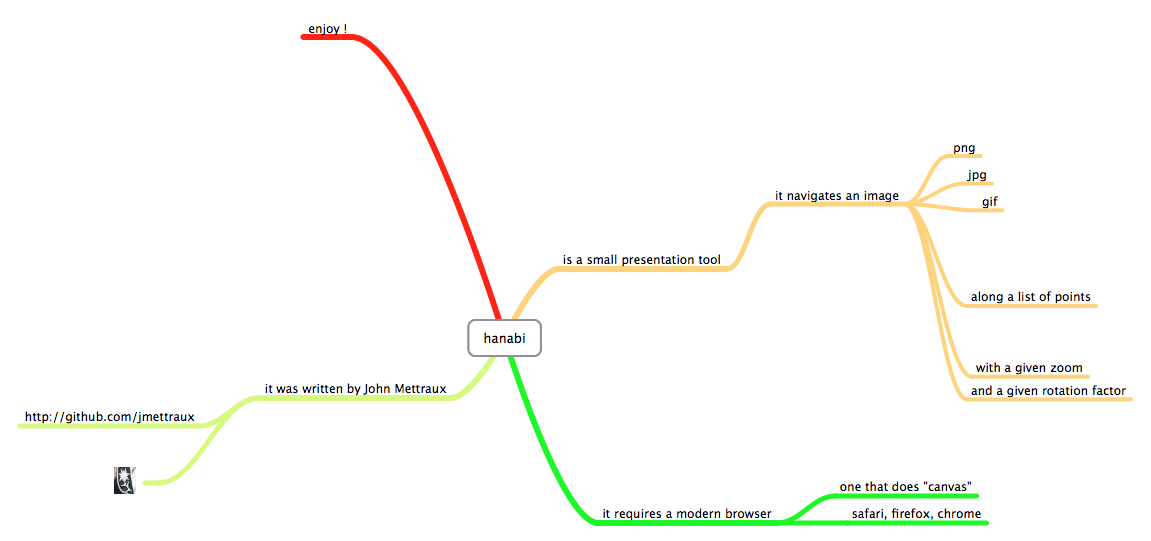 enjoy !
png
jpg
it navigates an image
gif
is a small presentation tool
along a list of points
hanabi
with a given zoom
it was written by John Mettraux
and a given rotation factor
http://github.com/jmettraux
one that does "canvas"
it requires a modern browser
safari, firefox, chrome